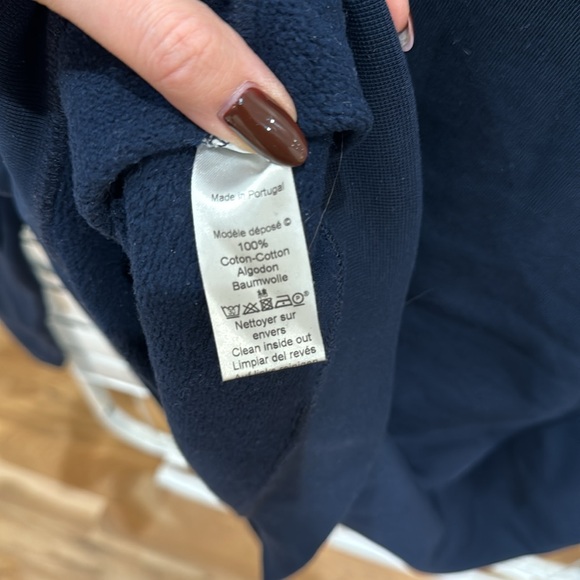 Made in Portugal
Modèle déposé ©
100%
Coton-Cotton
Algodon
Baumwolle
Nettoyer sur
envers
Clean inside out
Limpiar del revés